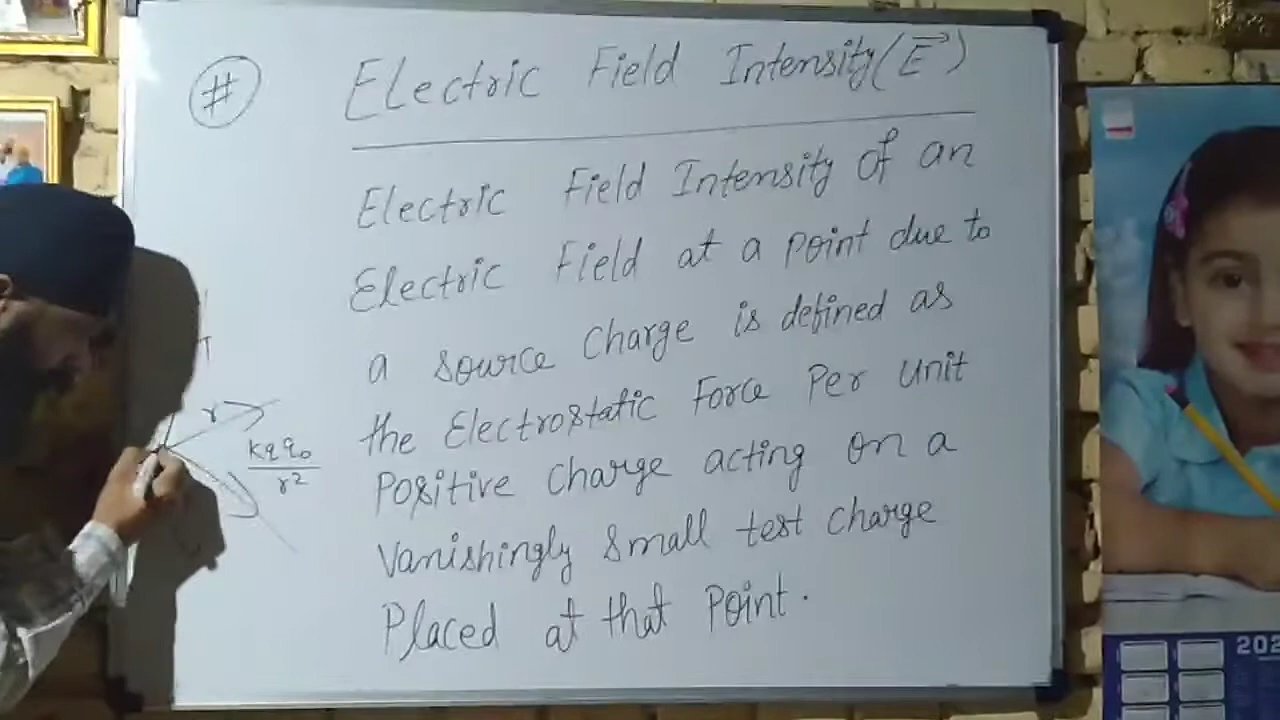 # Electric Field Intensity (E⃗)
Electric Field Intensity of an
Electric Field at a point due to
a source charge is defined as
the Electrostatic Force Per unit
Positive charge acting on a
Vanishingly small test charge
Placed at that Point.
r
kqq₀
r²
202